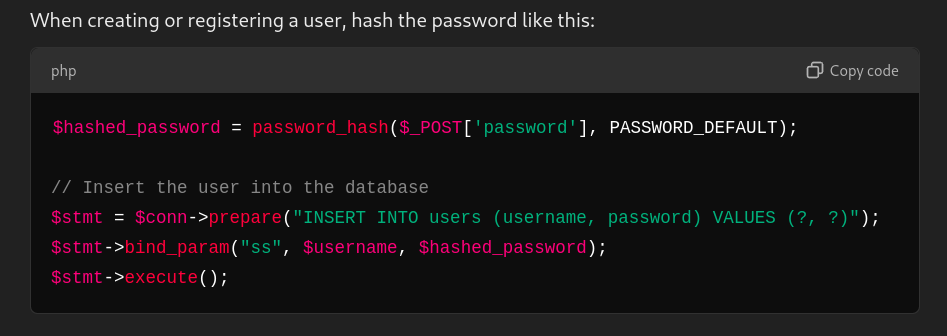 When creating or registering a user, hash the password like this:
php
Copy code
$hashed_password = password_hash($_POST['password'], PASSWORD_DEFAULT);
// Insert the user into the database
$stmt = $conn->prepare("INSERT INTO users (username, password) VALUES (?, ?)");
$stmt->bind_param("ss", $username, $hashed_password);
$stmt->execute();